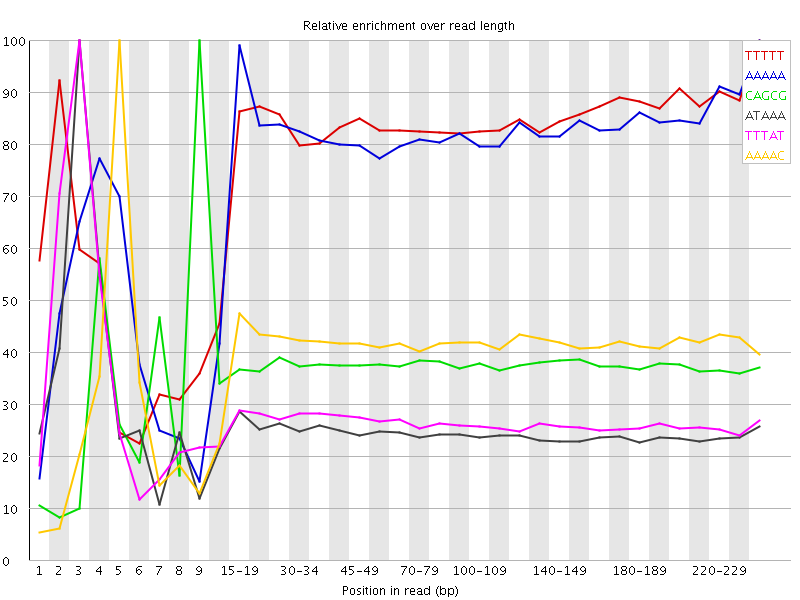 Relative enrichment over read length
100
90
80
70
60
50
40
30
20
10
0
TTTTT
AAAAA
CAGCG
ATAAA
TTTAT
AAAAC
1 2 3 4 5 6 7 8 9 15-19 30-34 45-49 70-79 100-109 140-149 180-189 220-229
Position in read (bp)